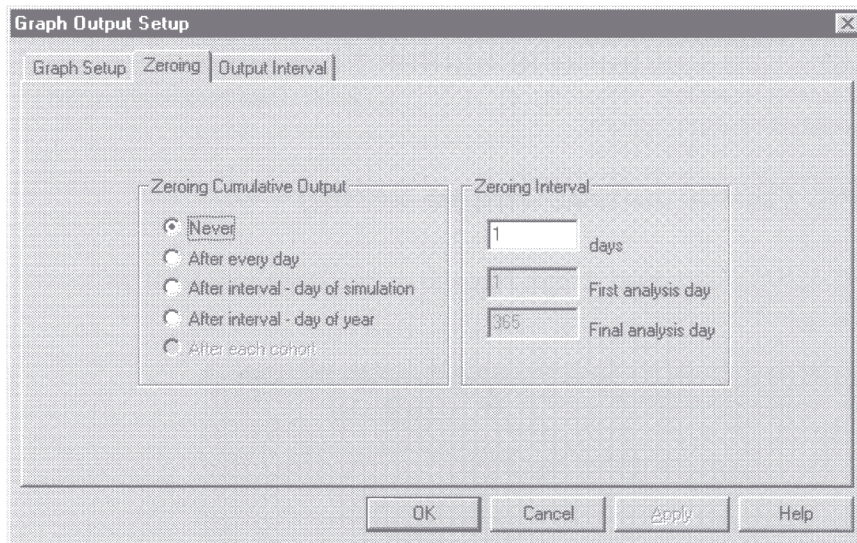 Graph Output Setup
Graph Setup Zeroing Output Interval
Zeroing Cumulative Output
Never
After every day
After interval - day of simulation
After interval - day of year
After each cohort
Zeroing Interval
1 days
1 First analysis day
365 Final analysis day
OK Cancel Apply Help